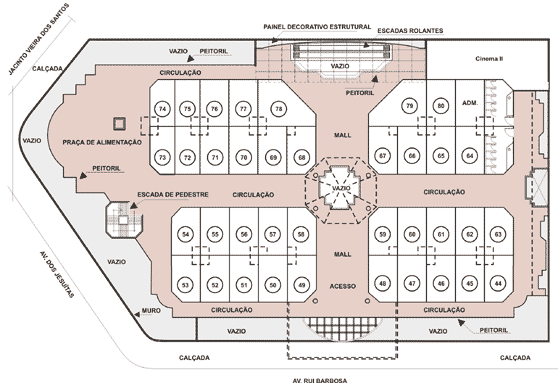 PAINEL DECORATIVO ESTRUTURAL
ESCADAS ROLANTES
JACINTO VIEIRA DOS SANTOS
CALÇADA
VAZIO
PEITORIL
VAZIO
Cinema II
CIRCULAÇÃO
PEITORIL
74 75 76 77 78
79 80 ADM.
VAZIO
PRAÇA DE ALIMENTAÇÃO
MALL
73 72 71 70 69 68
67 66 65 64
PEITORIL
ESCADA DE PEDESTRE
CIRCULAÇÃO
VAZIO
CIRCULAÇÃO
54 55 56 57 58
59 60 61 62 63
VAZIO
MALL
AV. DOS JESUÍTAS
53 52 51 50 49
ACESSO
48 47 46 45 44
MURO
CIRCULAÇÃO
CIRCULAÇÃO
VAZIO
VAZIO
PEITORIL
CALÇADA
CALÇADA
AV. RUI BARBOSA